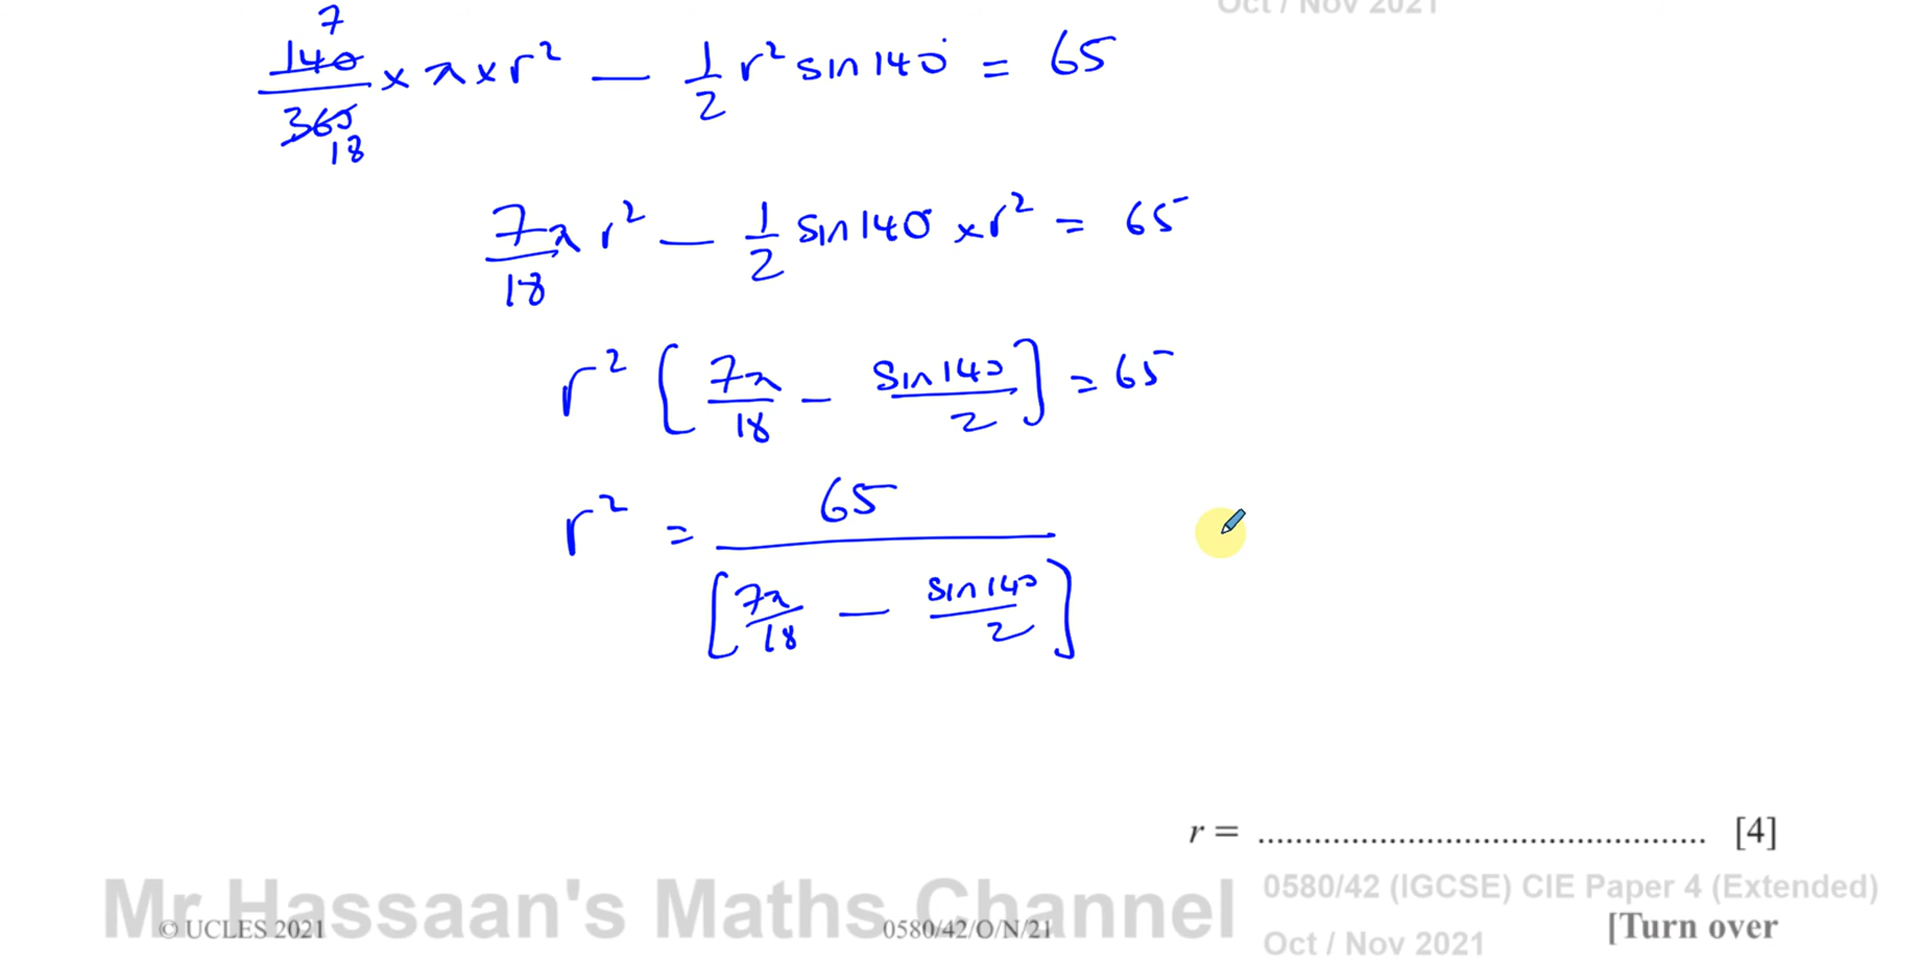 Oct / Nov 2021
7
140/360 × π × r² − 1/2 r² sin 140° = 65
18
7π/18 r² − 1/2 sin 140 × r² = 65
r² [7π/18 − sin 140/2] = 65
r² = 65/[7π/18 − sin 140/2]
r = ................................................ [4]
Mr Hassaan's Maths Channel
0580/42 (IGCSE) CIE Paper 4 (Extended)
© UCLES 2021
0580/42/O/N/21
[Turn over
Oct / Nov 2021